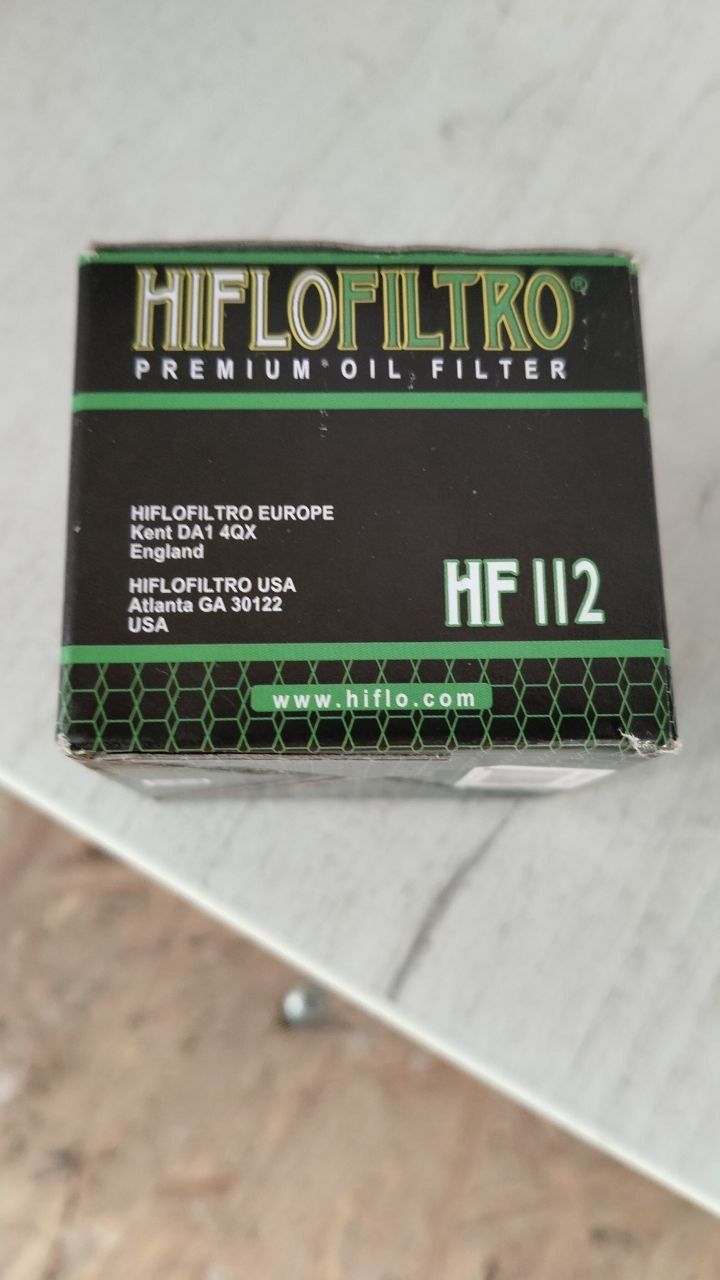 HIFLOFILTRO®
PREMIUM OIL FILTER
HIFLOFILTRO EUROPE
Kent DA1 4QX
England
HIFLOFILTRO USA
Atlanta GA 30122
USA
HF112
www.hiflo.com